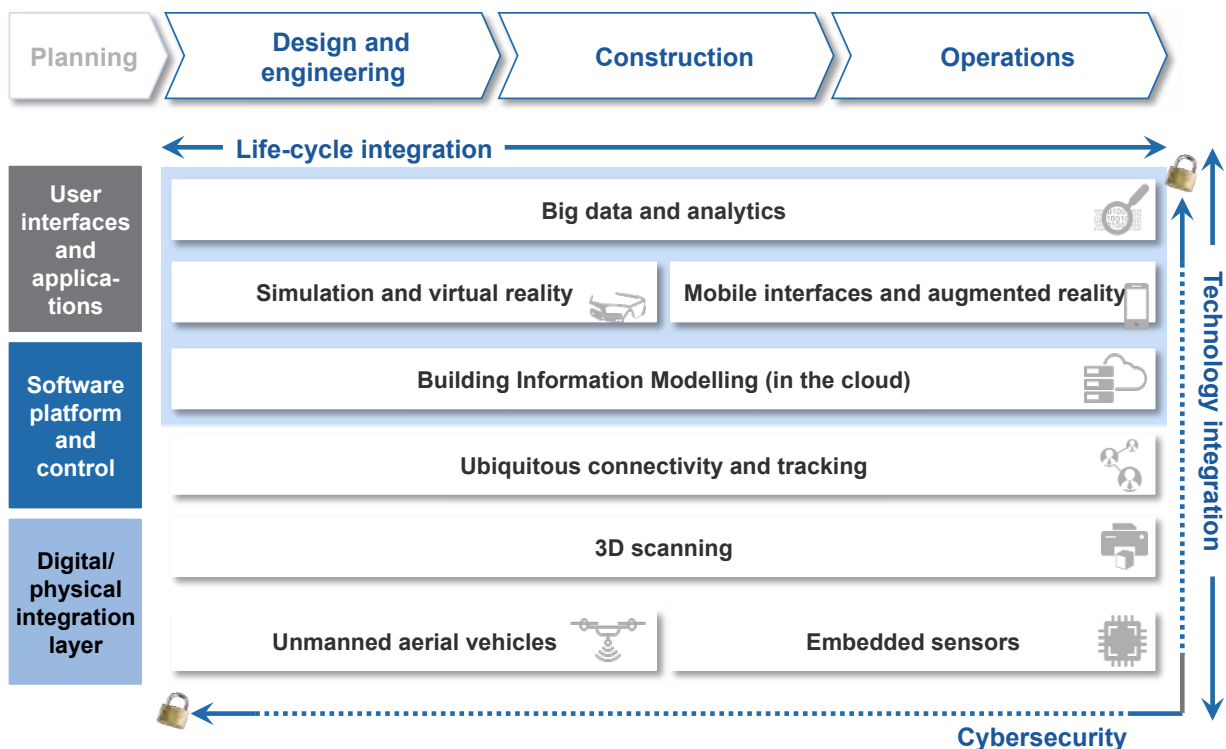 Planning
Design and
engineering
Construction
Operations
Life-cycle integration
User
interfaces
and
applica-
tions
Big data and analytics
Simulation and virtual reality
Mobile interfaces and augmented reality
Software
platform
and
control
Building Information Modelling (in the cloud)
Ubiquitous connectivity and tracking
Digital/
physical
integration
layer
3D scanning
Unmanned aerial vehicles
Embedded sensors
Technology integration
Cybersecurity